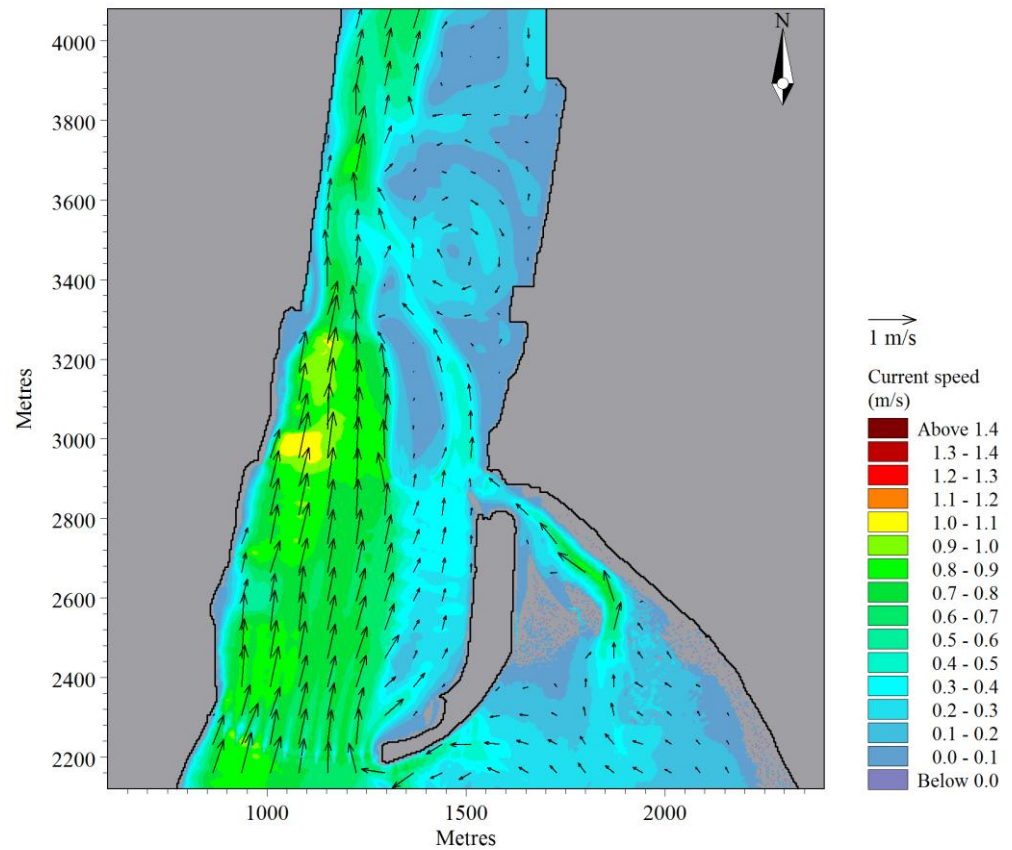 N
4000
3800
3600
3400
3200
3000
2800
2600
2400
2200
Metres
1000
1500
2000
Metres
1 m/s
Current speed
(m/s)
Above 1.4
1.3 - 1.4
1.2 - 1.3
1.1 - 1.2
1.0 - 1.1
0.9 - 1.0
0.8 - 0.9
0.7 - 0.8
0.6 - 0.7
0.5 - 0.6
0.4 - 0.5
0.3 - 0.4
0.2 - 0.3
0.1 - 0.2
0.0 - 0.1
Below 0.0